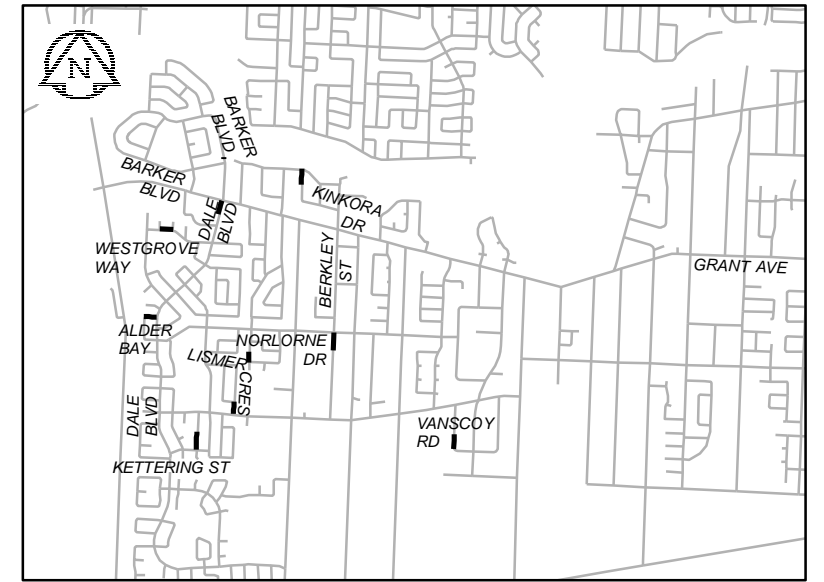 N
BARKER
BLVD
BARKER
BLVD
KINKORA
DR
DALE
BLVD
WESTGROVE
WAY
BERKLEY
ST
GRANT AVE
ALDER
BAY
NORLORNE
DR
LISMER
CRES
DALE
BLVD
VANSCOY
RD
KETTERING ST